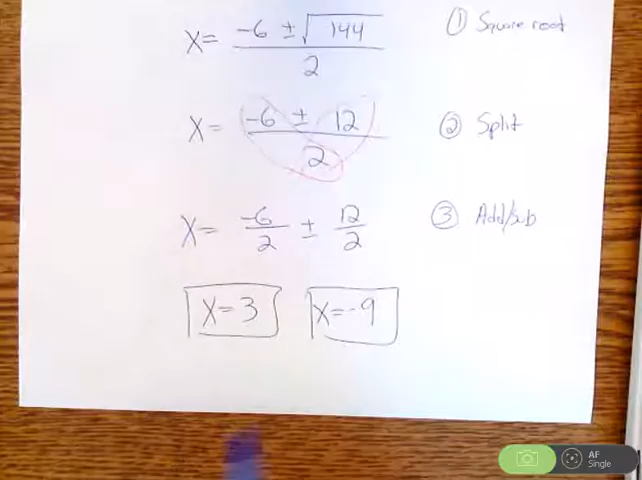 X = (-6 ± √144) / 2 ① Square root
X = (-6 ± 12) / 2 ② Split
X = -6/2 ± 12/2 ③ Add/sub
X = 3 X = -9
AF
Single